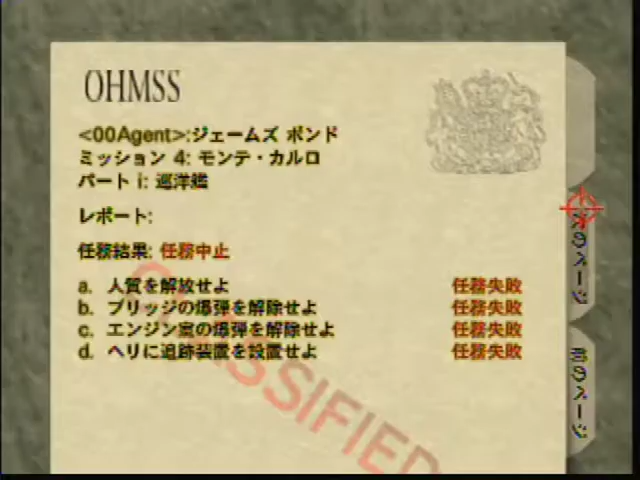 OHMSS
<00Agent>:ジェームズ ボンド
ミッション 4: モンテ・カルロ
パート i: 巡洋艦
レポート:
任務結果: 任務中止
a. 人質を解放せよ 任務失敗
b. ブリッジの爆弾を解除せよ 任務失敗
c. エンジン室の爆弾を解除せよ 任務失敗
d. ヘリに追跡装置を設置せよ 任務失敗
CLASSIFIED
次のページ
前のページ